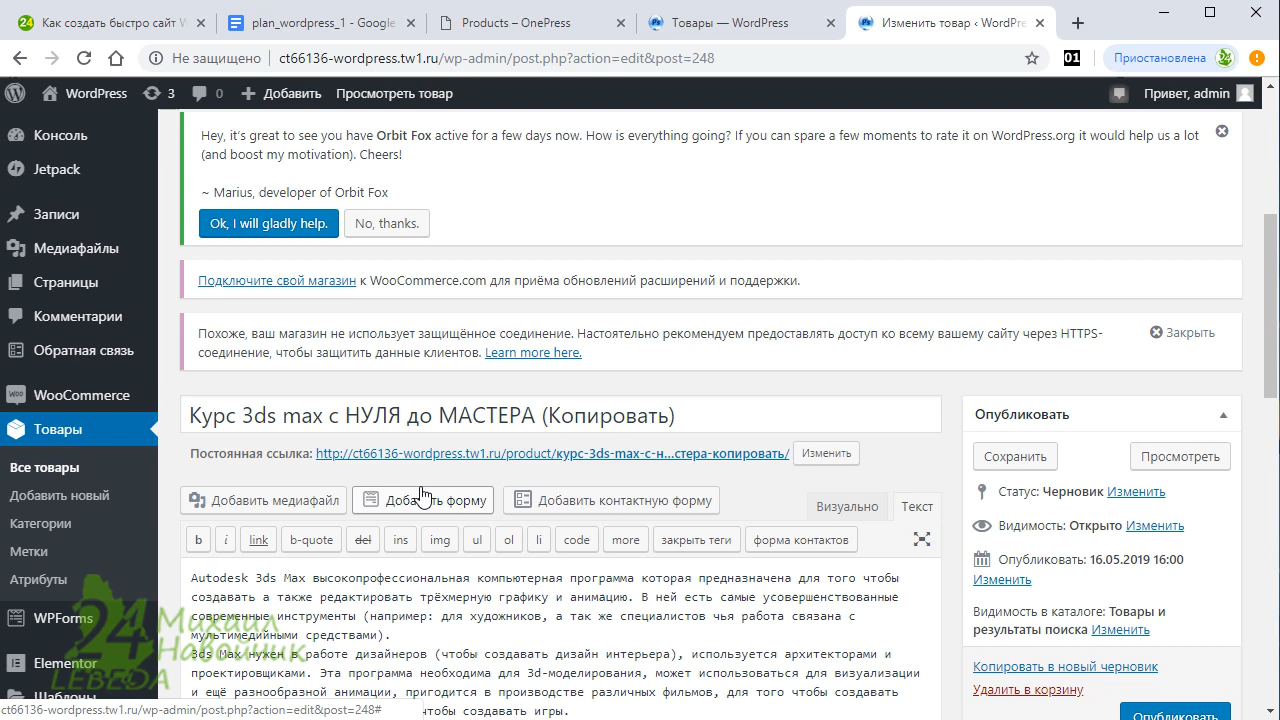 24 Как создать быстро сайт W
plan_wordpress_1 - Google
Products – OnePress
Товары — WordPress
Изменить товар ‹ WordPre
Не защищено
ct66136-wordpress.tw1.ru/wp-admin/post.php?action=edit&post=248
01
Приостановлена
24
WordPress
3
0
Добавить
Просмотреть товар
Привет, admin
Консоль
Jetpack
Записи
Медиафайлы
Страницы
Комментарии
Обратная связь
WooCommerce
Товары
Все товары
Добавить новый
Категории
Метки
Атрибуты
WPForms
Elementor
Шаблоны
Hey, it's great to see you have Orbit Fox active for a few days now. How is everything going? If you can spare a few moments to rate it on WordPress.org it would help us a lot
(and boost my motivation). Cheers!
~ Marius, developer of Orbit Fox
Ok, I will gladly help.
No, thanks.
Подключите свой магазин к WooCommerce.com для приёма обновлений расширений и поддержки.
Похоже, ваш магазин не использует защищённое соединение. Настоятельно рекомендуем предоставлять доступ ко всему вашему сайту через HTTPS-
соединение, чтобы защитить данные клиентов. Learn more here.
Закрыть
Курс 3ds max с НУЛЯ до МАСТЕРА (Копировать)
Постоянная ссылка: http://ct66136-wordpress.tw1.ru/product/курс-3ds-max-с-н...стера-копировать/
Изменить
Добавить медиафайл
Добавить форму
Добавить контактную форму
Визуально
Текст
b
i
link
b-quote
del
ins
img
ul
ol
li
code
more
закрыть теги
форма контактов
Autodesk 3ds Max высокопрофессиональная компьютерная программа которая предназначена для того чтобы
создавать а также редактировать трёхмерную графику и анимацию. В ней есть самые усовершенствованные
современные инструменты (например: для художников, а так же специалистов чья работа связана с
мультимедийными средствами).
3ds Max нужен в работе дизайнеров (чтобы создавать дизайн интерьера), используется архитекторами и
проектировщиками. Эта программа необходима для 3d-моделирования, может использоваться для визуализации
и ещё разнообразной анимации, пригодится в производстве различных фильмов, для того чтобы создавать
чтобы создавать игры.
Опубликовать
Сохранить
Просмотреть
Статус: Черновик Изменить
Видимость: Открыто Изменить
Опубликовать: 16.05.2019 16:00
Изменить
Видимость в каталоге: Товары и
результаты поиска Изменить
Копировать в новый черновик
Удалить в корзину
Опубликовать
24
Михаил
Навойник
LEBEDA
ct66136-wordpress.tw1.ru/wp-admin/post.php?action=edit&post=248#